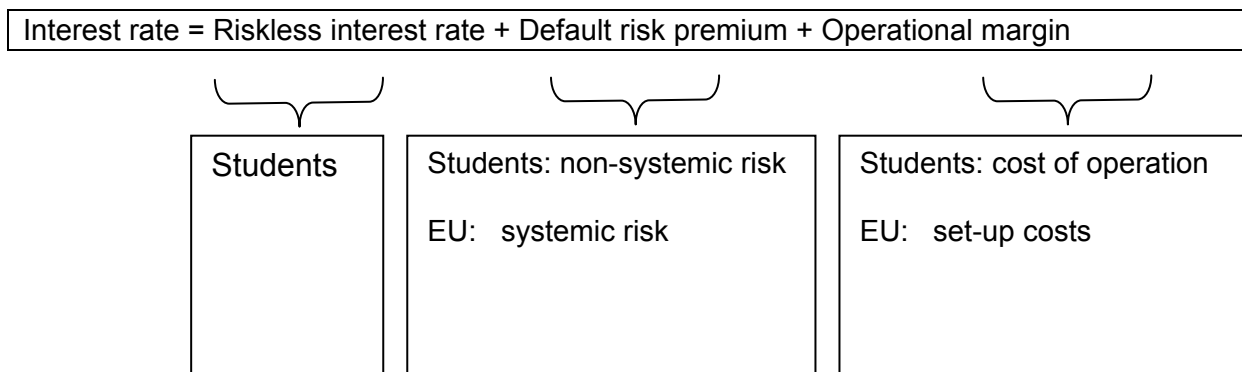 Interest rate = Riskless interest rate + Default risk premium + Operational margin
Students
Students: non-systemic risk
EU: systemic risk
Students: cost of operation
EU: set-up costs